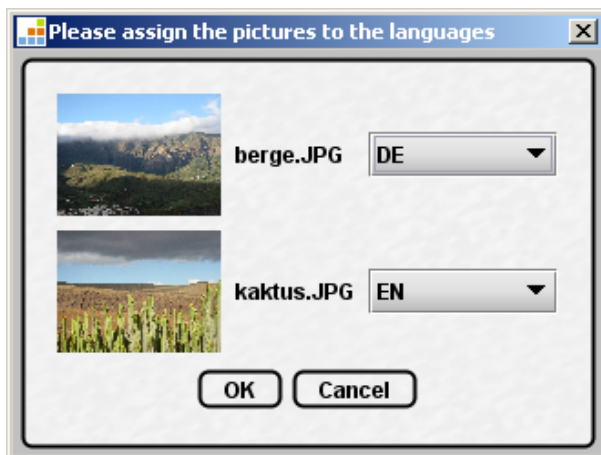 Please assign the pictures to the languages
berge.JPG DE
kaktus.JPG EN
OK Cancel